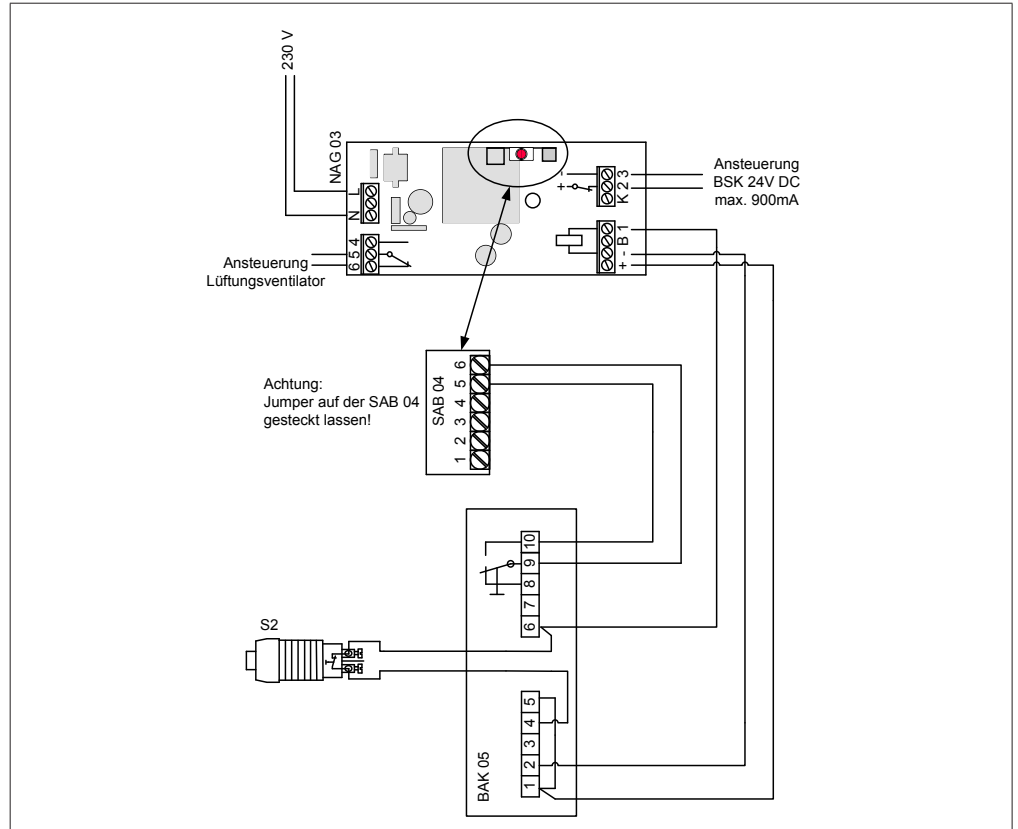 230 V
NAG 03
L
N
6 5 4
Ansteuerung
Lüftungsventilator
-
+
K 2 3
Ansteuerung
BSK 24V DC
max. 900mA
+ - B 1
SAB 04
1 2 3 4 5 6
Achtung:
Jumper auf der SAB 04
gesteckt lassen!
6 7 8 9 10
S2
BAK 05
1 2 3 4 5